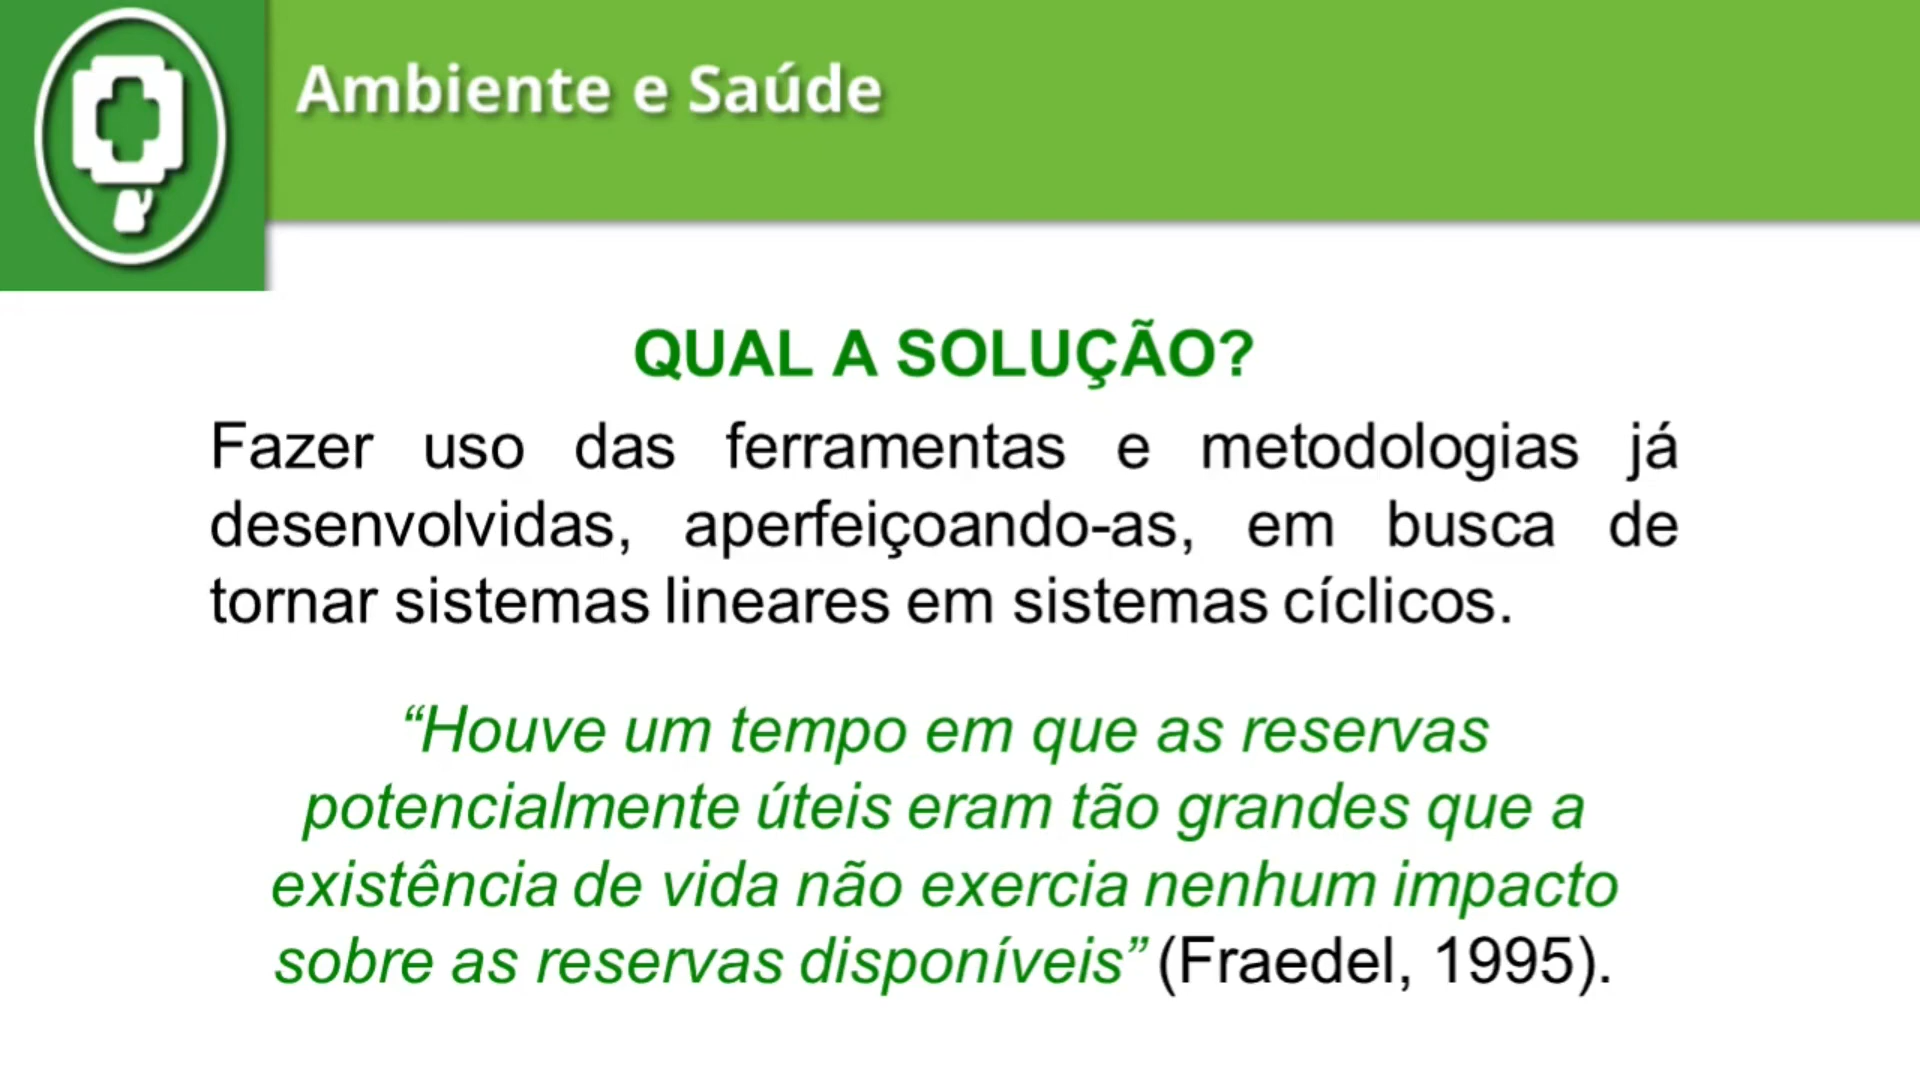 Ambiente e Saúde
QUAL A SOLUÇÃO?
Fazer uso das ferramentas e metodologias já
desenvolvidas, aperfeiçoando-as, em busca de
tornar sistemas lineares em sistemas cíclicos.
“Houve um tempo em que as reservas
potencialmente úteis eram tão grandes que a
existência de vida não exercia nenhum impacto
sobre as reservas disponíveis” (Fraedel, 1995).